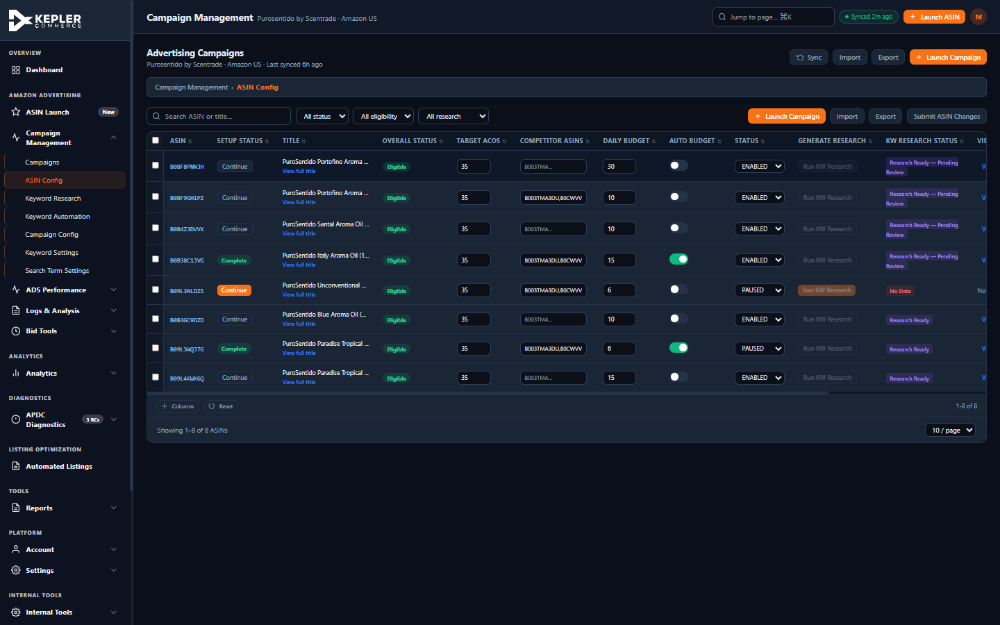 KEPLER
COMMERCE
Campaign Management Purosentido by Scentrade · Amazon US
Jump to page... ⌘K
Synced 2m ago
+ Launch ASIN
M
OVERVIEW
Dashboard
AMAZON ADVERTISING
ASIN Launch New
Campaign Management
Campaigns
ASIN Config
Keyword Research
Keyword Automation
Campaign Config
Keyword Settings
Search Term Settings
ADS Performance
Logs & Analysis
Bid Tools
ANALYTICS
Analytics
DIAGNOSTICS
APDC Diagnostics 3 RCs
LISTING OPTIMIZATION
Automated Listings
TOOLS
Reports
PLATFORM
Account
Settings
INTERNAL TOOLS
Internal Tools
Advertising Campaigns
Purosentido by Scentrade · Amazon US · Last synced 6h ago
Sync Import Export + Launch Campaign
Campaign Management › ASIN Config
Search ASIN or title... All status All eligibility All research + Launch Campaign Import Export Submit ASIN Changes
ASIN SETUP STATUS TITLE OVERALL STATUS TARGET ACOS COMPETITOR ASINS DAILY BUDGET AUTO BUDGET STATUS GENERATE RESEARCH KW RESEARCH STATUS VIE
B0BF8PNNJH Continue PuroSentido Portofino Aroma ... View full title Eligible 35 B003TMA... 30 ENABLED Run KW Research Research Ready — Pending Review V
B0BF9GH1PZ Continue PuroSentido Portofino Aroma ... View full title Eligible 35 B003TMA3DU,B0CWVV 10 ENABLED Run KW Research Research Ready — Pending Review V
B0B4Z3DVVX Continue PuroSentido Santal Aroma Oil ... View full title Eligible 35 B003TMA... 10 ENABLED Run KW Research Research Ready — Pending Review V
B0B38C1JVG Complete PuroSentido Italy Aroma Oil (1... View full title Eligible 35 B003TMA3DU,B0CWVV 15 ENABLED Run KW Research Research Ready — Pending Review V
B09L3NLDZ5 Continue PuroSentido Unconventional ... View full title Eligible 35 B003TMA3DU,B0CWVV 6 PAUSED Run KW Research No Data No
B0B3GC9DZD Continue PuroSentido Blue Aroma Oil (... View full title Eligible 35 B003TMA... 10 ENABLED Run KW Research Research Ready V
B09L3WQJ7G Complete PuroSentido Paradise Tropical ... View full title Eligible 35 B003TMA3DU,B0CWVV 6 PAUSED Run KW Research Research Ready V
B09L4KWX6Q Continue PuroSentido Paradise Tropical ... View full title Eligible 35 B003TMA... 15 ENABLED Run KW Research Research Ready V
+ Columns Reset 1-8 of 8
Showing 1–8 of 8 ASINs 10 / page